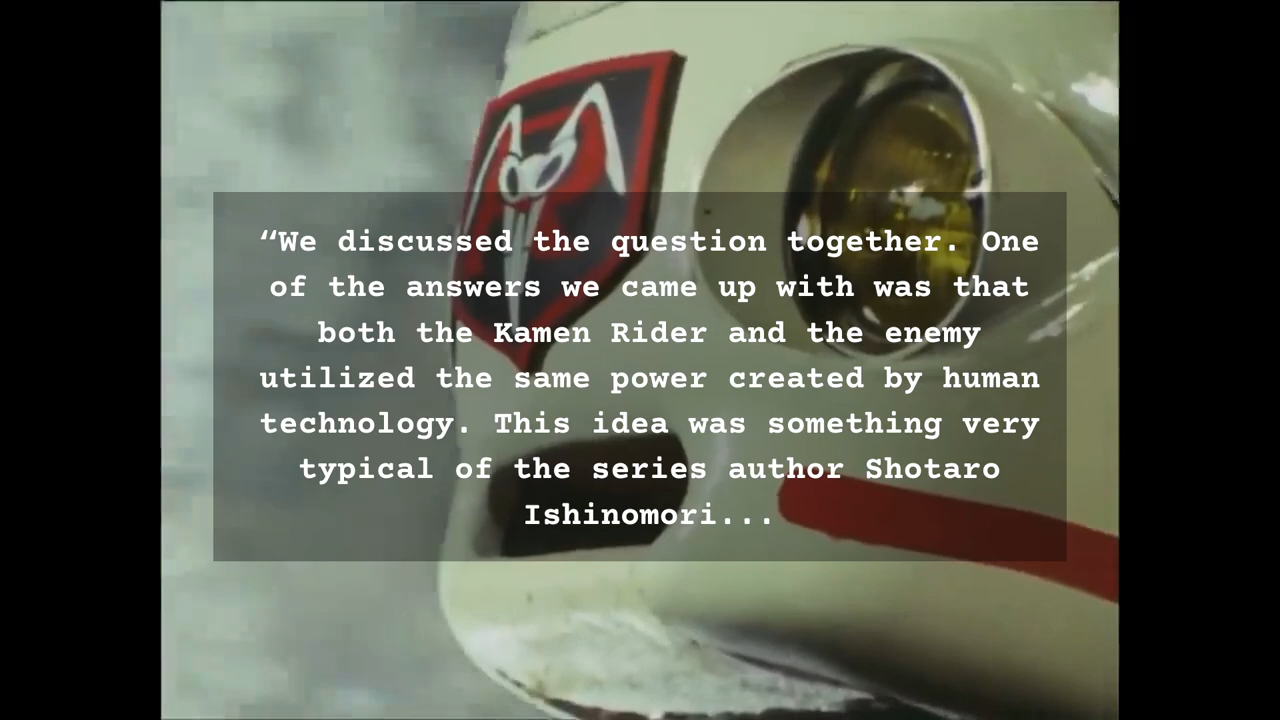 “We discussed the question together. One
of the answers we came up with was that
both the Kamen Rider and the enemy
utilized the same power created by human
technology. This idea was something very
typical of the series author Shotaro
Ishinomori...